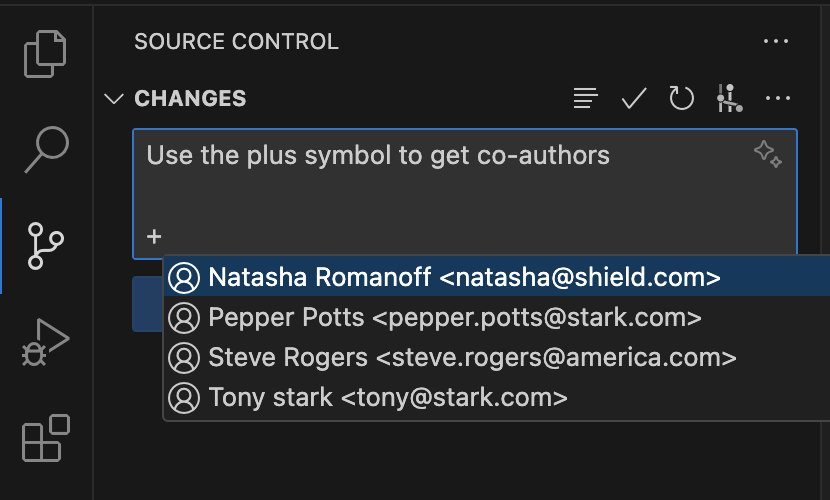 SOURCE CONTROL
CHANGES
Use the plus symbol to get co-authors
+
Natasha Romanoff <natasha@shield.com>
Pepper Potts <pepper.potts@stark.com>
Steve Rogers <steve.rogers@america.com>
Tony stark <tony@stark.com>